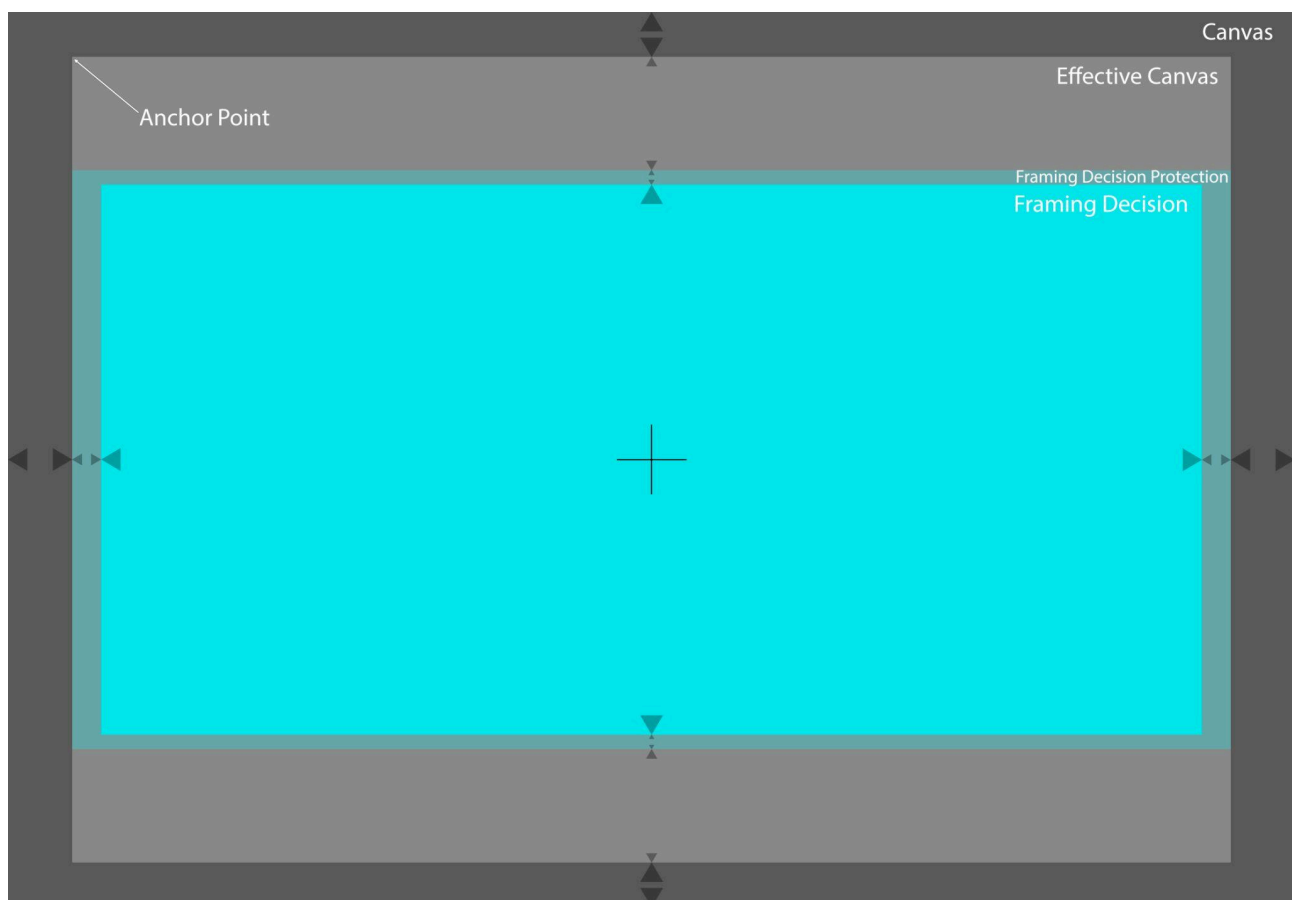 Canvas
Effective Canvas
Anchor Point
Framing Decision Protection
Framing Decision